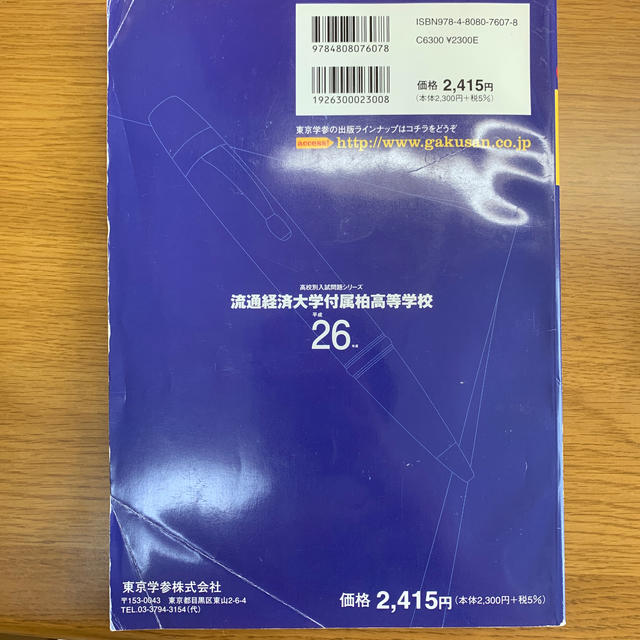 ISBN978-4-8080-7607-8
C6300 ¥2300E
9784808076078
1926300023008
価格 2,415円
(本体2,300円+税5%)
東京学参の出版ラインナップはコチラをどうぞ
access! http://www.gakusan.co.jp
高校別入試問題シリーズ
流通経済大学付属柏高等学校
平成
26年度
東京学参株式会社
〒153-0043 東京都目黒区東山2-6-4
TEL.03-3794-3154(代)
価格 2,415円(本体2,300円+税5%)